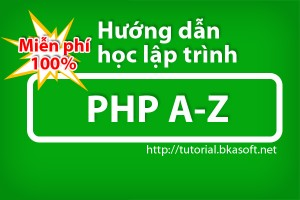 Miễn phí
100%
Hướng dẫn
học lập trình
PHP A-Z
http://tutorial.bkasoft.net